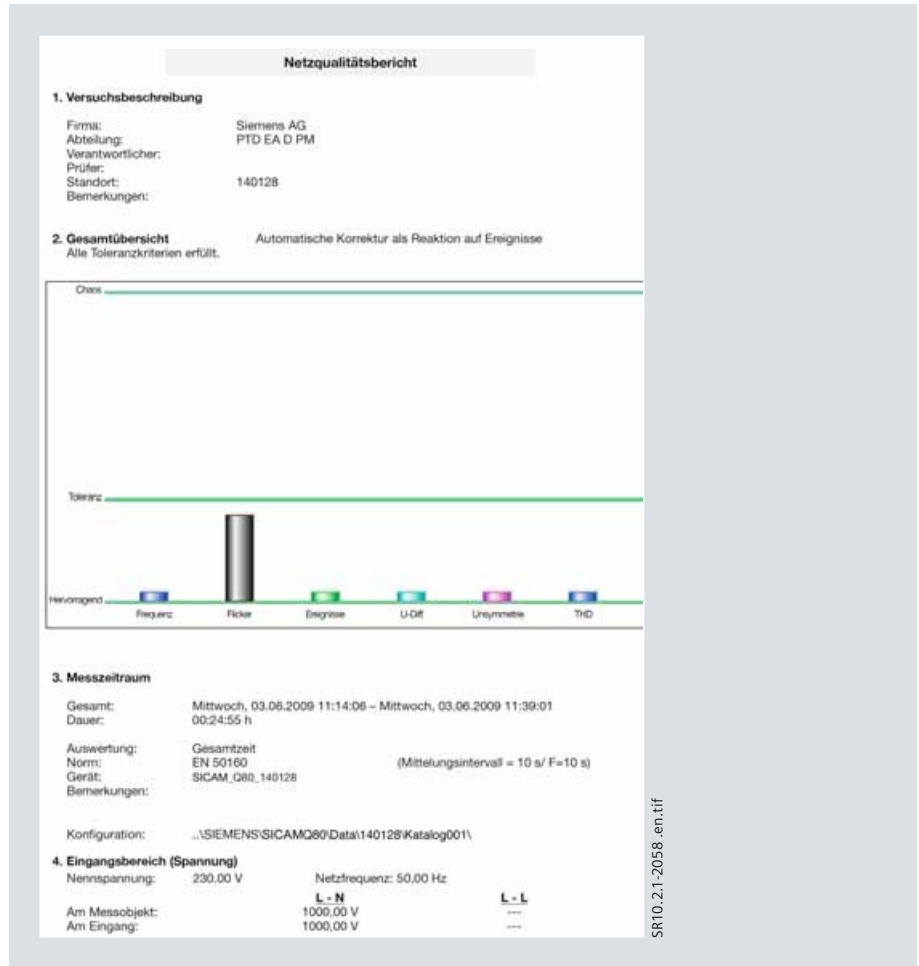 Netzqualitätsbericht
1. Versuchsbeschreibung
Firma: Siemens AG
Abteilung: PTD EA D PM
Verantwortlicher:
Prüfer:
Standort: 140128
Bemerkungen:
2. Gesamtübersicht Automatische Korrektur als Reaktion auf Ereignisse
Alle Toleranzkriterien erfüllt.
Chaos
Toleranz
Hervorragend
Frequenz Flicker Ereignisse U-Diff Unsymmetrie THD
3. Messzeitraum
Gesamt: Mittwoch, 03.06.2009 11:14:06 – Mittwoch, 03.06.2009 11:39:01
Dauer: 00:24:55 h
Auswertung: Gesamtzeit
Norm: EN 50160 (Mittelungsintervall = 10 s/ F=10 s)
Gerät: SICAM_Q80_140128
Bemerkungen:
Konfiguration: ..\SIEMENS\SICAMQ80\Data\140128\Katalog001\
4. Eingangsbereich (Spannung)
Nennspannung: 230.00 V Netzfrequenz: 50,00 Hz
L - N L - L
Am Messobjekt: 1000,00 V ---
Am Eingang: 1000,00 V ---
SR10.2.1-2058 .en.tif